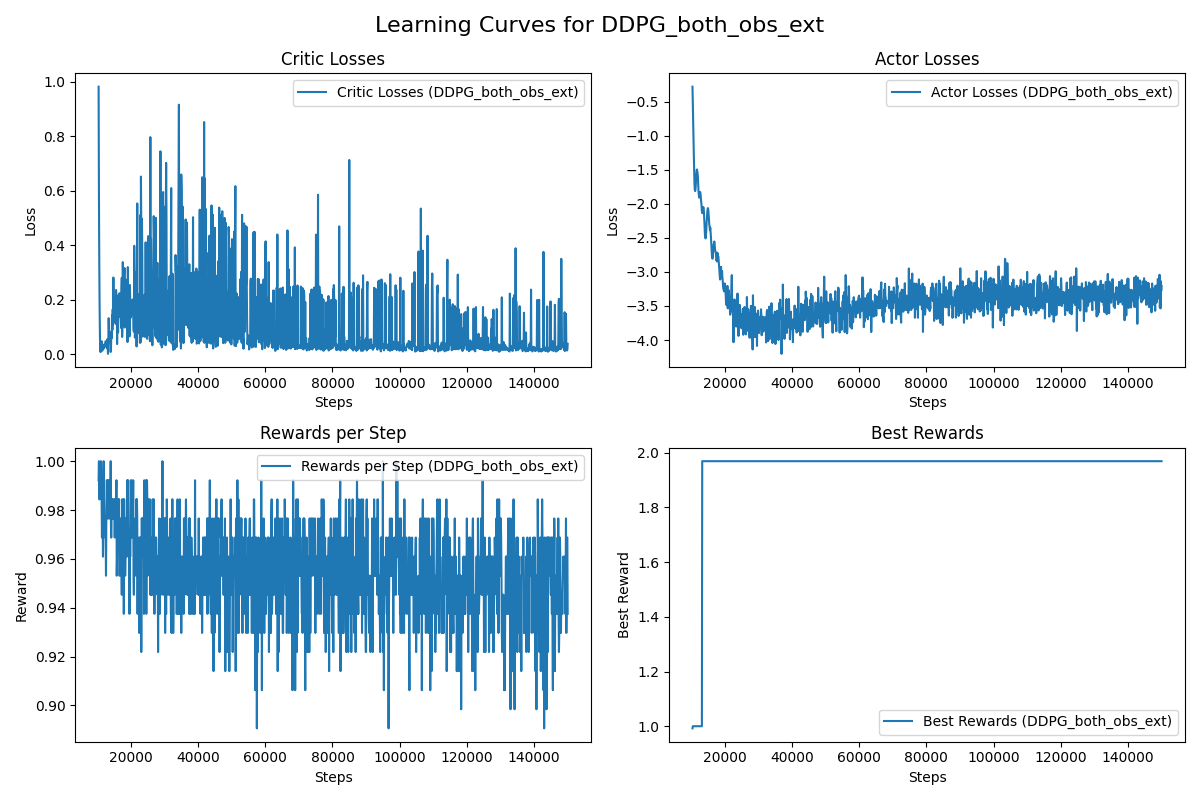 Learning Curves for DDPG_both_obs_ext
Critic Losses
Critic Losses (DDPG_both_obs_ext)
Loss
1.0
0.8
0.6
0.4
0.2
0.0
20000 40000 60000 80000 100000 120000 140000
Steps
Actor Losses
Actor Losses (DDPG_both_obs_ext)
Loss
−0.5
−1.0
−1.5
−2.0
−2.5
−3.0
−3.5
−4.0
20000 40000 60000 80000 100000 120000 140000
Steps
Rewards per Step
Rewards per Step (DDPG_both_obs_ext)
Reward
1.00
0.98
0.96
0.94
0.92
0.90
20000 40000 60000 80000 100000 120000 140000
Steps
Best Rewards
Best Reward
2.0
1.8
1.6
1.4
1.2
1.0
Best Rewards (DDPG_both_obs_ext)
20000 40000 60000 80000 100000 120000 140000
Steps